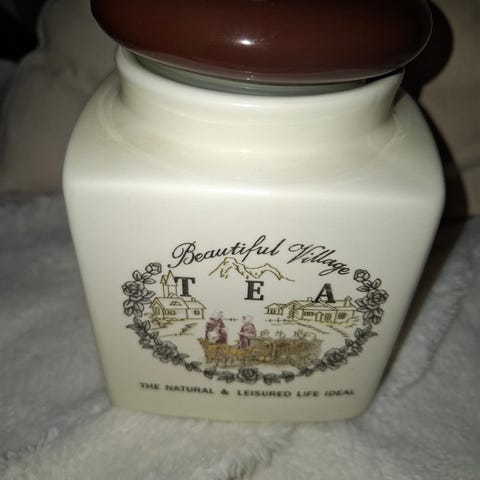 Beautiful Village
TEA
THE NATURAL & LEISURED LIFE IDEAL